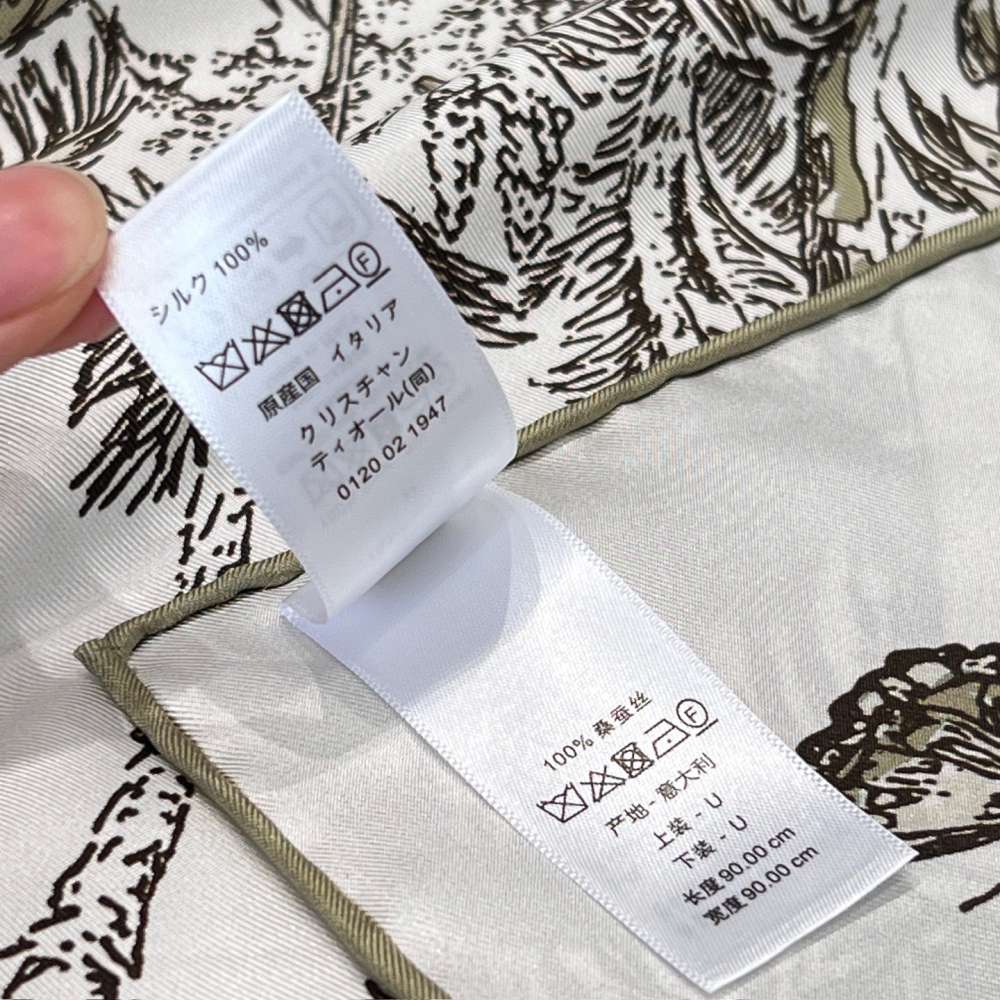 シルク 100%
F
原産国 イタリア
クリスチャン
ディオール(同)
0120 02 1947
100% 桑蚕丝
F
产地 - 意大利
上装 - U
下装 - U
长度 90.00 cm
宽度 90.00 cm